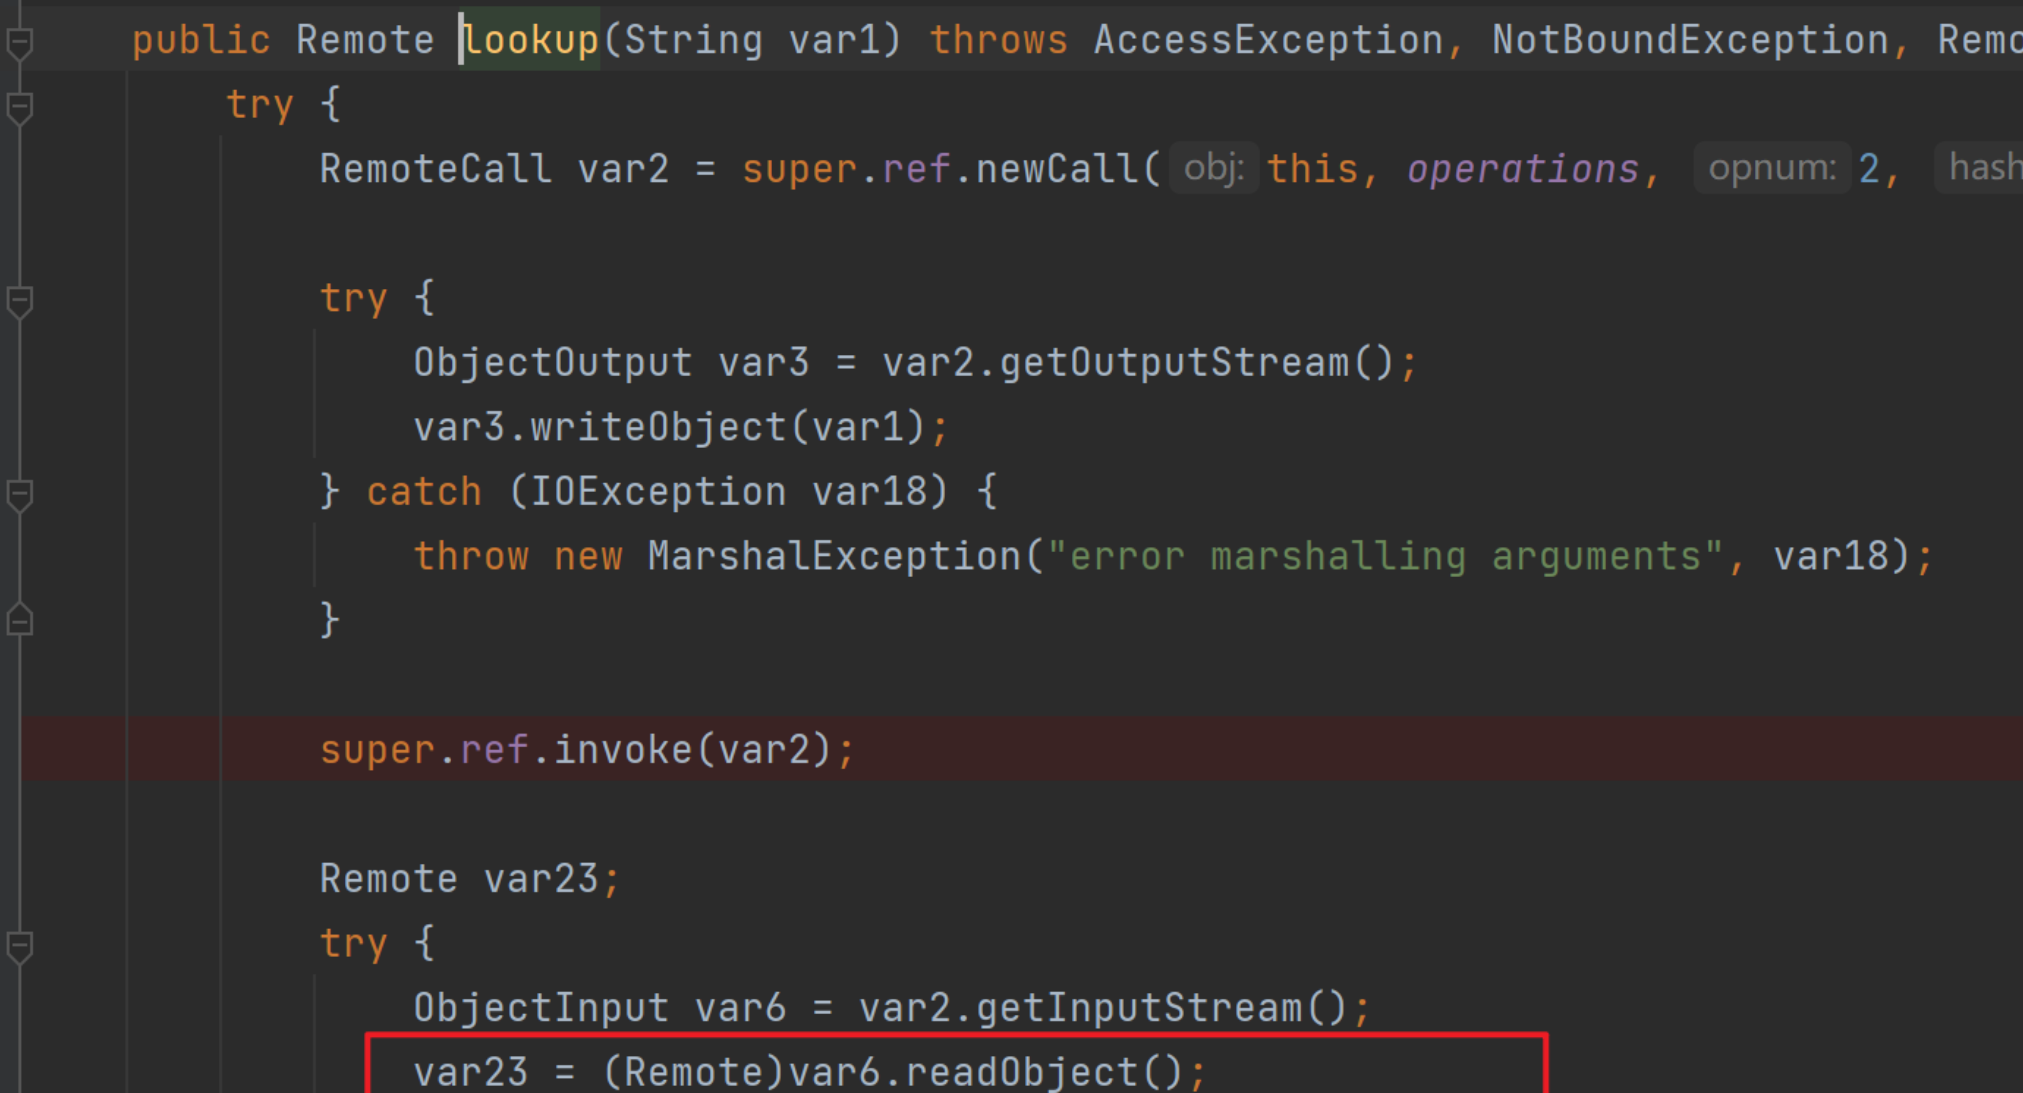 public Remote lookup(String var1) throws AccessException, NotBoundException, Remo
try {
RemoteCall var2 = super.ref.newCall( obj: this, operations, opnum: 2, hash
try {
ObjectOutput var3 = var2.getOutputStream();
var3.writeObject(var1);
} catch (IOException var18) {
throw new MarshalException("error marshalling arguments", var18);
}
super.ref.invoke(var2);
Remote var23;
try {
ObjectInput var6 = var2.getInputStream();
var23 = (Remote)var6.readObject();